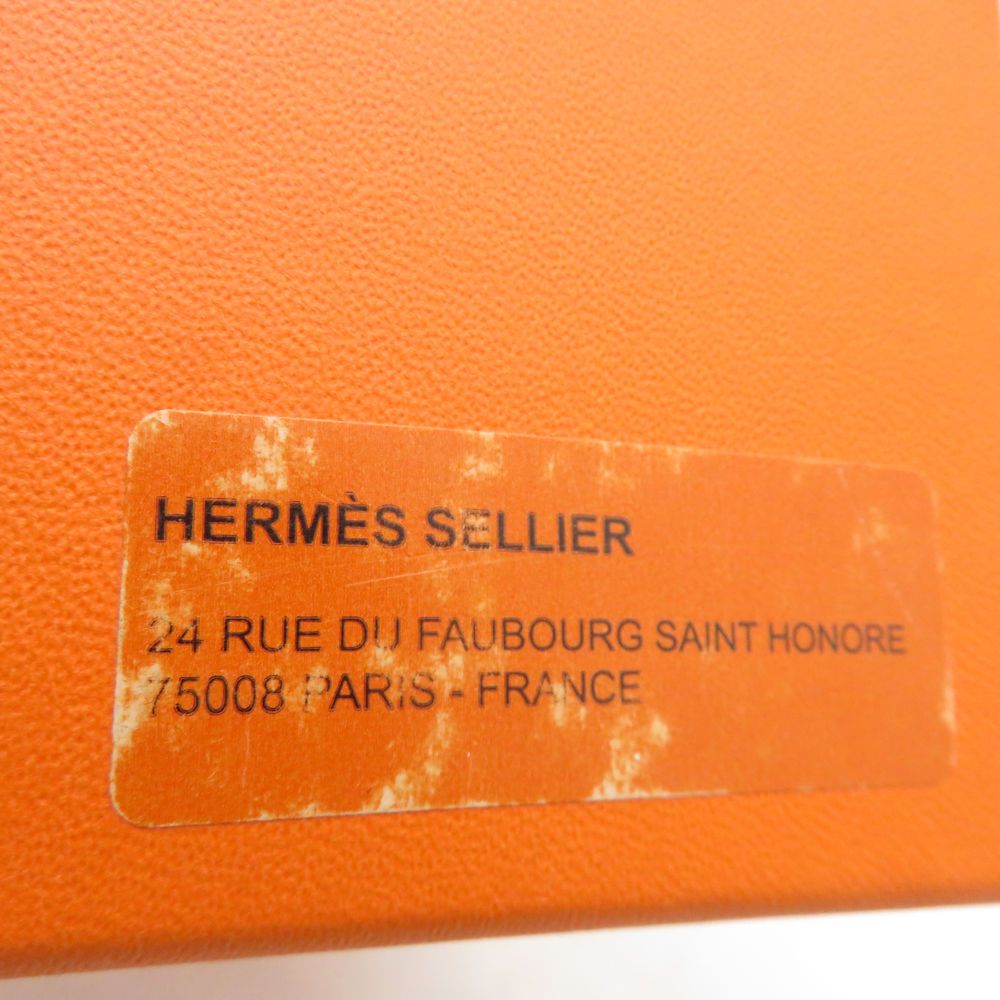 HERMÈS SELLIER
24 RUE DU FAUBOURG SAINT HONORE
75008 PARIS - FRANCE